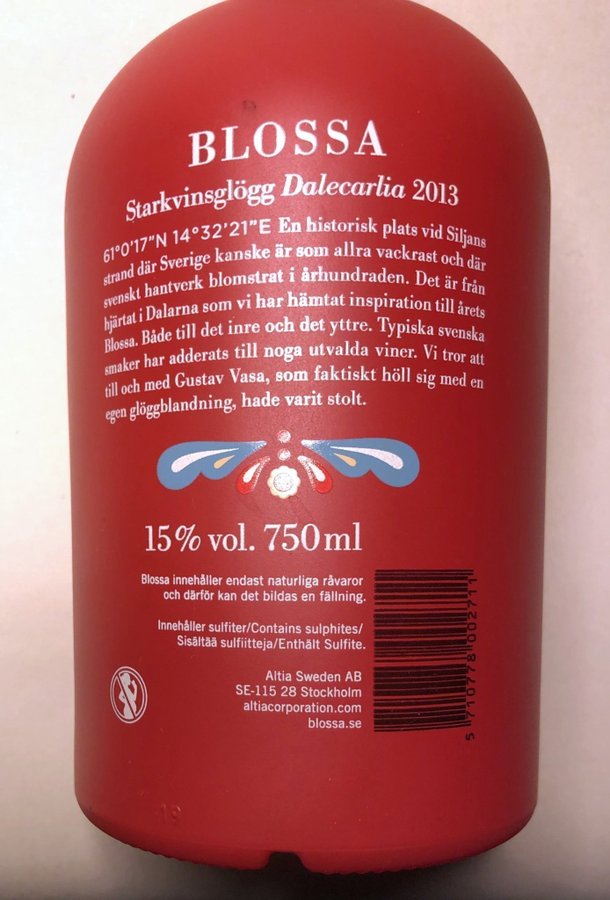 BLOSSA
Starkvinsglögg Dalecarlia 2013
61°0'17"N 14°32'21"E En historisk plats vid Siljans
strand där Sverige kanske är som allra vackrast och där
svenskt hantverk blomstrat i århundraden. Det är från
hjärtat i Dalarna som vi har hämtat inspiration till årets
Blossa. Både till det inre och det yttre. Typiska svenska
smaker har adderats till noga utvalda viner. Vi tror att
till och med Gustav Vasa, som faktiskt höll sig med en
egen glöggblandning, hade varit stolt.
15% vol. 750ml
Blossa innehåller endast naturliga råvaror
och därför kan det bildas en fällning.
Innehåller sulfiter/Contains sulphites/
Sisältää sulfiitteja/Enthält Sulfite.
Altia Sweden AB
SE-115 28 Stockholm
altiacorporation.com
blossa.se
5 710778 002711
19